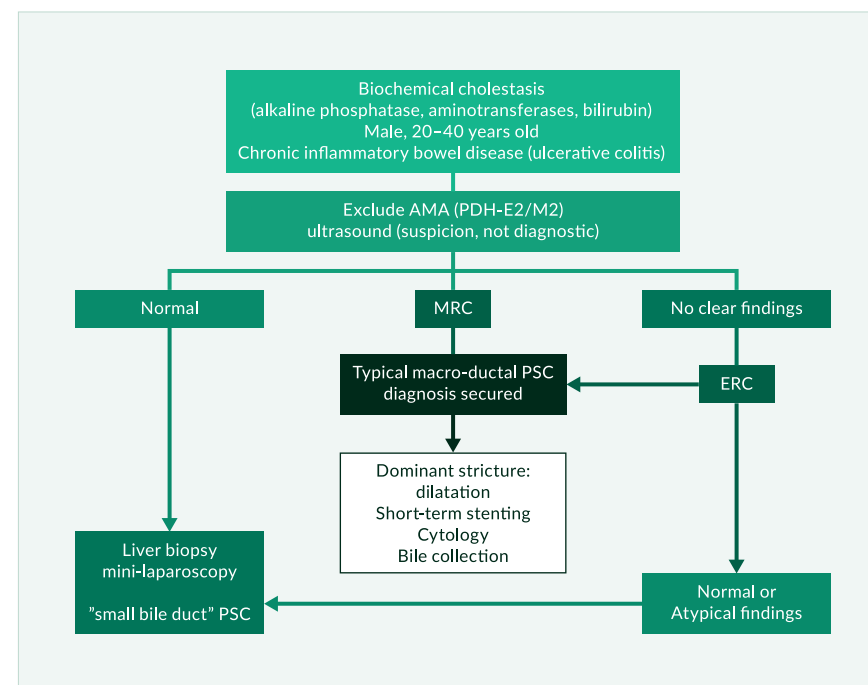 Biochemical cholestasis
(alkaline phosphatase, aminotransferases, bilirubin)
Male, 20–40 years old
Chronic inflammatory bowel disease (ulcerative colitis)
Exclude AMA (PDH-E2/M2)
ultrasound (suspicion, not diagnostic)
Normal
MRC
No clear findings
Typical macro-ductal PSC
diagnosis secured
ERC
Dominant stricture:
dilatation
Short-term stenting
Cytology
Bile collection
Liver biopsy
mini-laparoscopy
”small bile duct” PSC
Normal or
Atypical findings